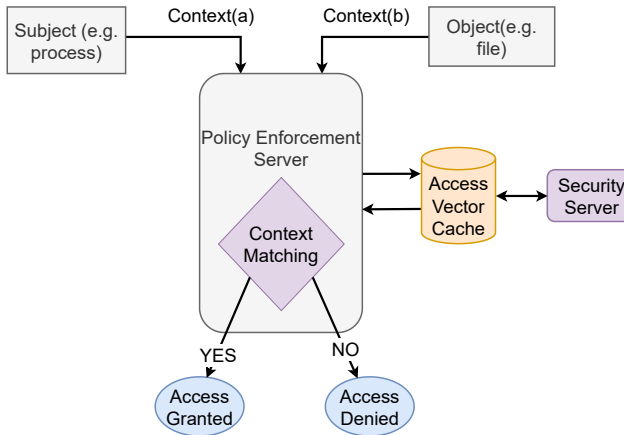 Subject (e.g.
process)
Context(a)
Context(b)
Object(e.g.
file)
Policy Enforcement
Server
Context
Matching
Access
Vector
Cache
Security
Server
YES
NO
Access
Granted
Access
Denied